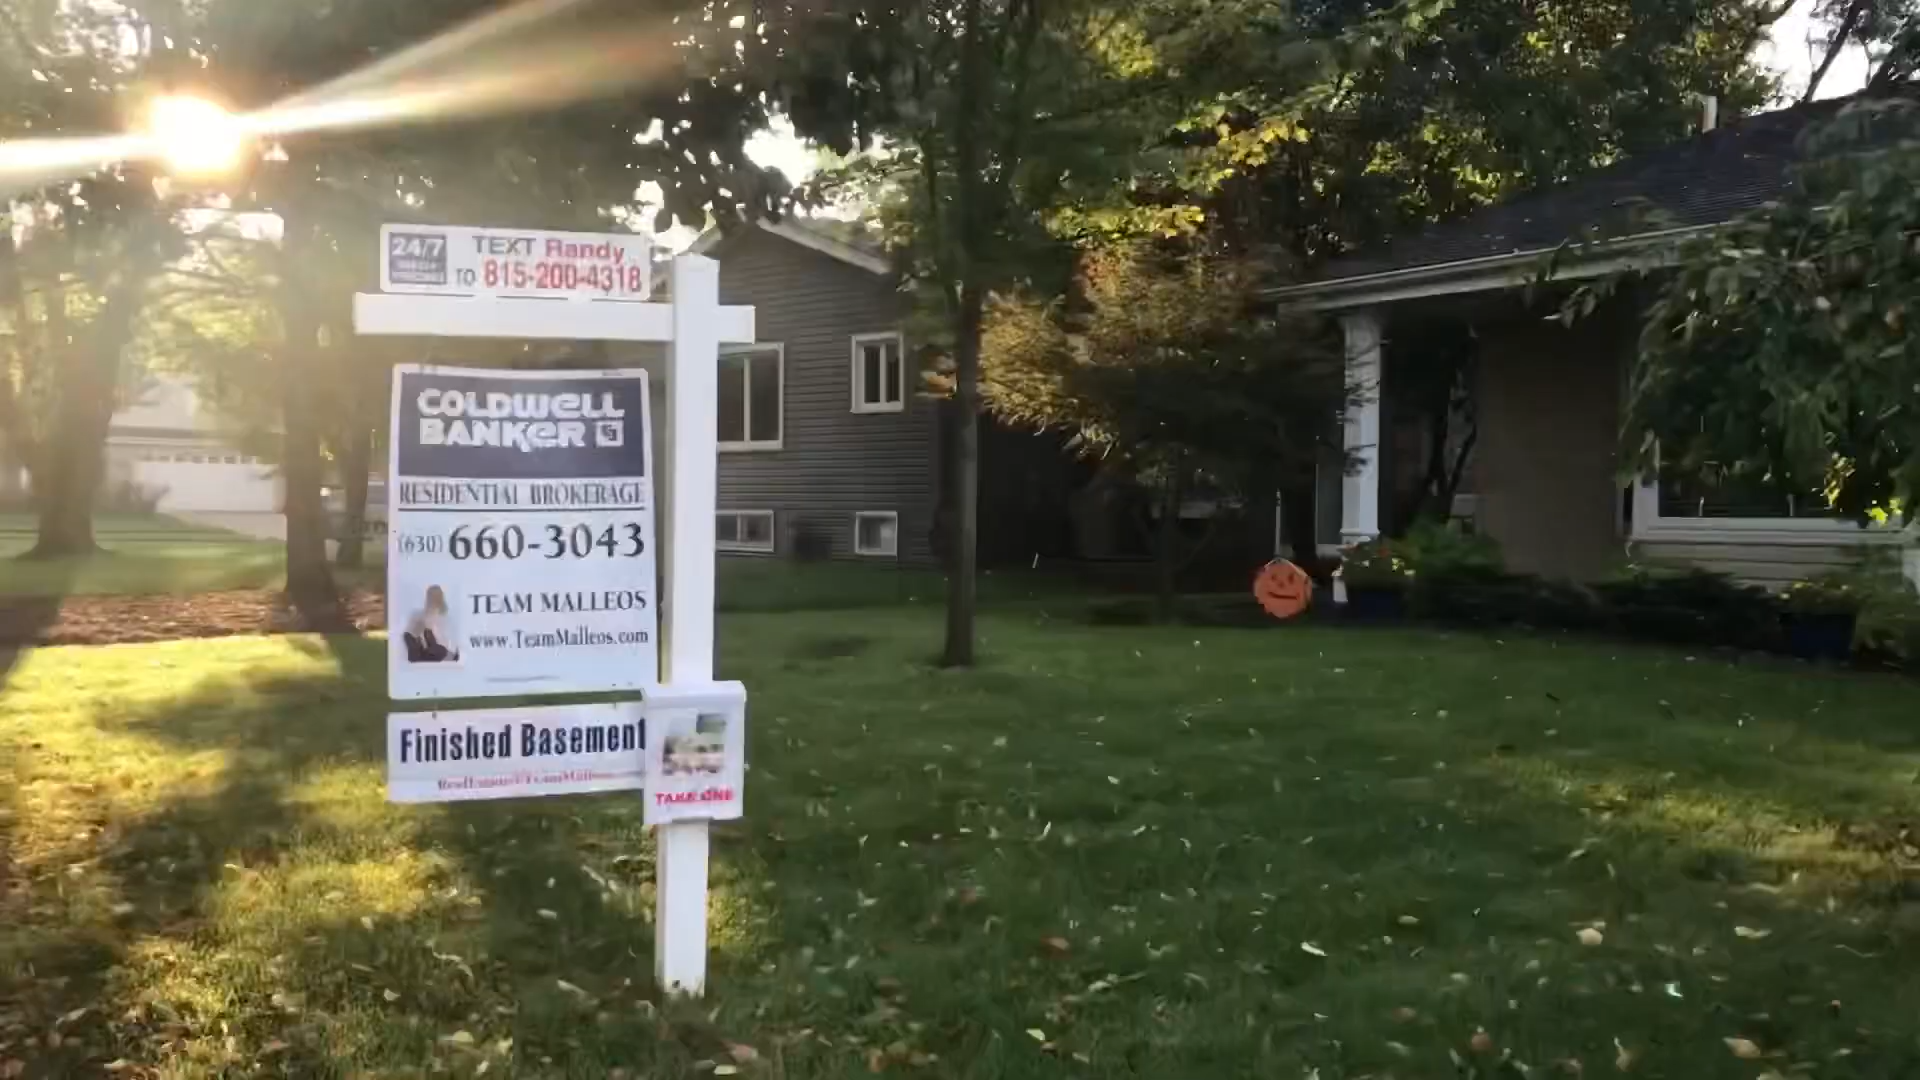 24/7
TEXT Randy
TO 815-200-4318
COLDWELL
BANKER
RESIDENTIAL BROKERAGE
(630) 660-3043
TEAM MALLEOS
www.TeamMalleos.com
Finished Basement
TAKE ONE